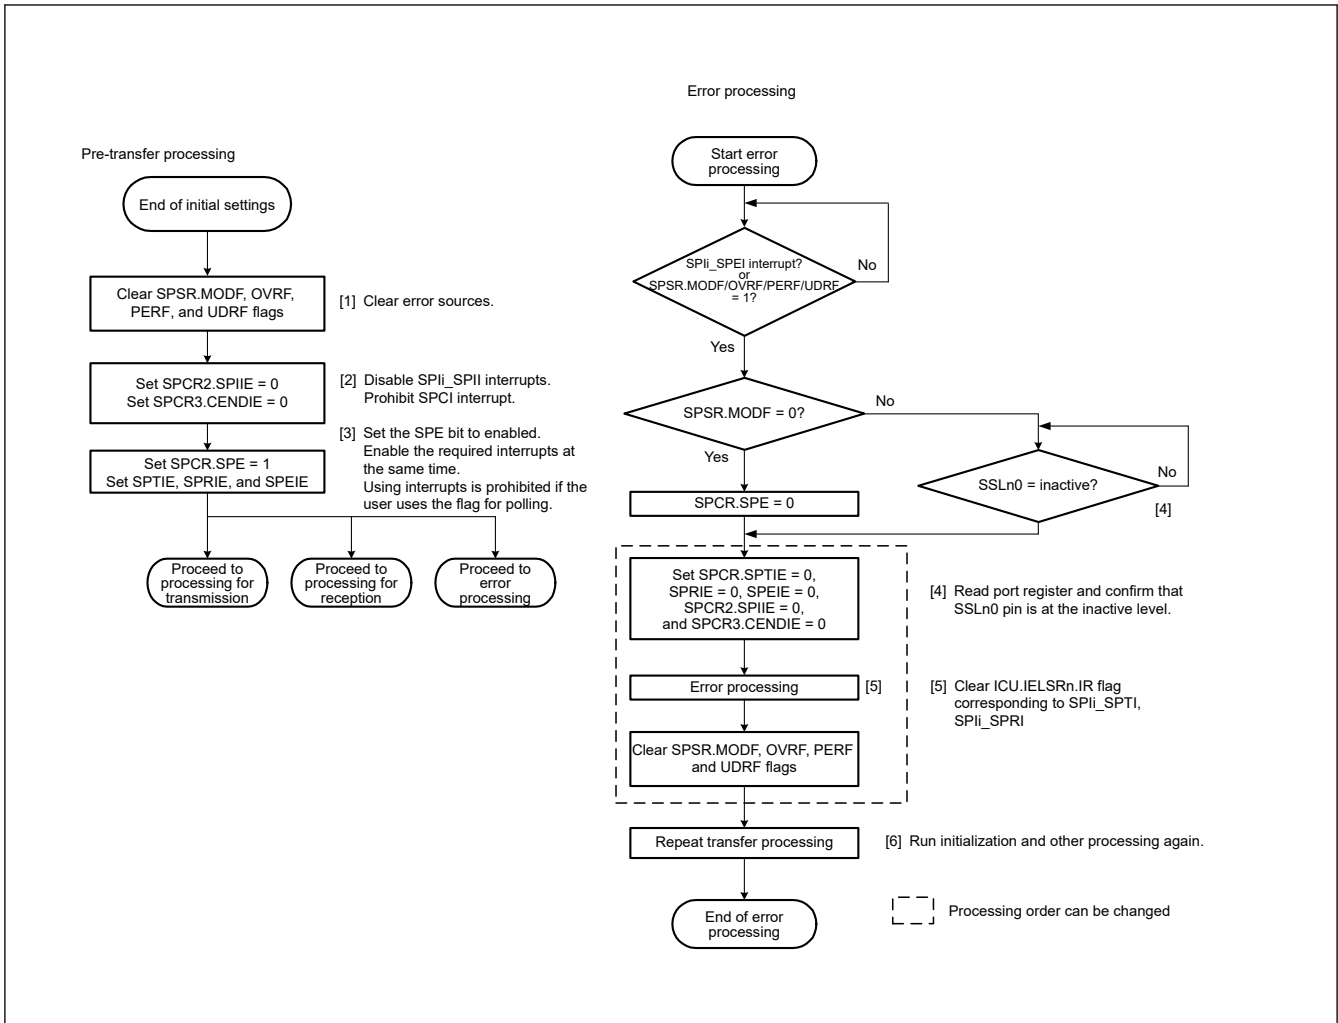 Pre-transfer processing
End of initial settings
Clear SPSR.MODF, OVRF,
PERF, and UDRF flags
[1] Clear error sources.
Set SPCR2.SPIIE = 0
Set SPCR3.CENDIE = 0
[2] Disable SPIi_SPII interrupts.
Prohibit SPCI interrupt.
Set SPCR.SPE = 1
Set SPTIE, SPRIE, and SPEIE
[3] Set the SPE bit to enabled.
Enable the required interrupts at
the same time.
Using interrupts is prohibited if the
user uses the flag for polling.
Proceed to
processing for
transmission
Proceed to
processing for
reception
Proceed to
error
processing
Error processing
Start error
processing
SPIi_SPEI interrupt?
or
SPSR.MODF/OVRF/PERF/UDRF
= 1?
No
Yes
SPSR.MODF = 0?
No
Yes
SSLn0 = inactive?
No
[4]
SPCR.SPE = 0
Set SPCR.SPTIE = 0,
SPRIE = 0, SPEIE = 0,
SPCR2.SPIIE = 0,
and SPCR3.CENDIE = 0
[4] Read port register and confirm that
SSLn0 pin is at the inactive level.
Error processing
[5]
[5] Clear ICU.IELSRn.IR flag
corresponding to SPIi_SPTI,
SPIi_SPRI
Clear SPSR.MODF, OVRF, PERF
and UDRF flags
Repeat transfer processing
[6] Run initialization and other processing again.
End of error
processing
Processing order can be changed